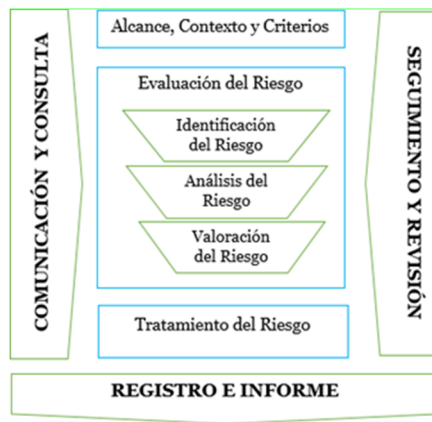 Alcance, Contexto y Criterios
COMUNICACIÓN Y CONSULTA
Evaluación del Riesgo
Identificación
del Riesgo
Análisis del
Riesgo
Valoración
del Riesgo
SEGUIMIENTO Y REVISIÓN
Tratamiento del Riesgo
REGISTRO E INFORME